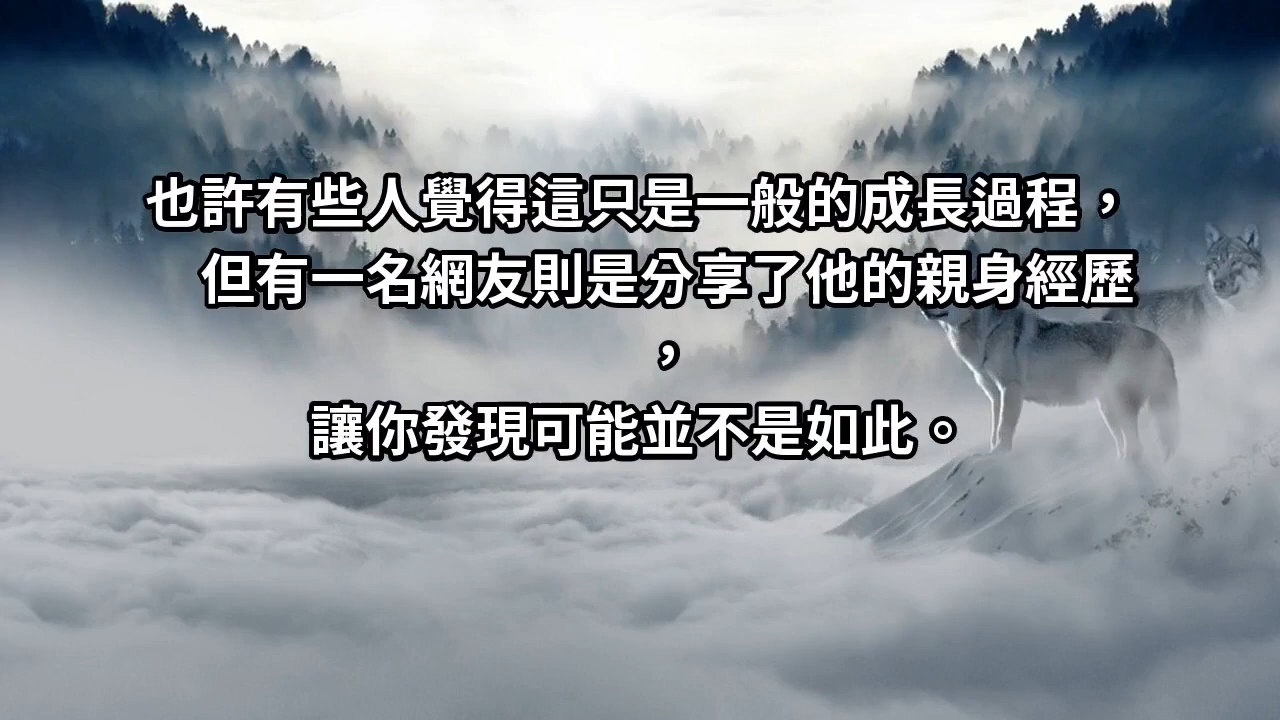 也許有些人覺得這只是一般的成長過程，
但有一名網友則是分享了他的親身經歷
，
讓你發現可能並不是如此。